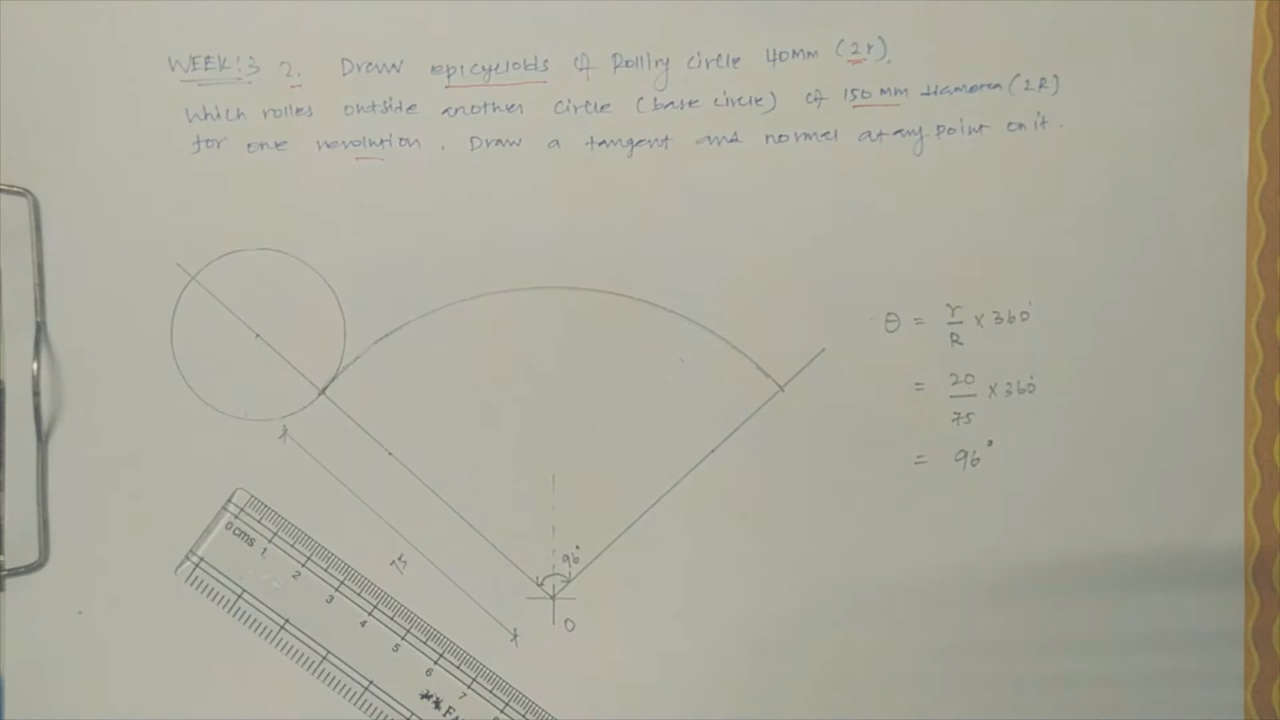 WEEK:3 2. Draw epicycloids of Rolling circle 40mm (2r),
which rolles outside another circle (base circle) of 150 mm diameter (2R)
for one revolution. Draw a tangent and normal at any point on it.
θ = r/R × 360°
= 20/75 × 360°
= 96°
96°
O
0 cms 1 2 3 4 5 6 7